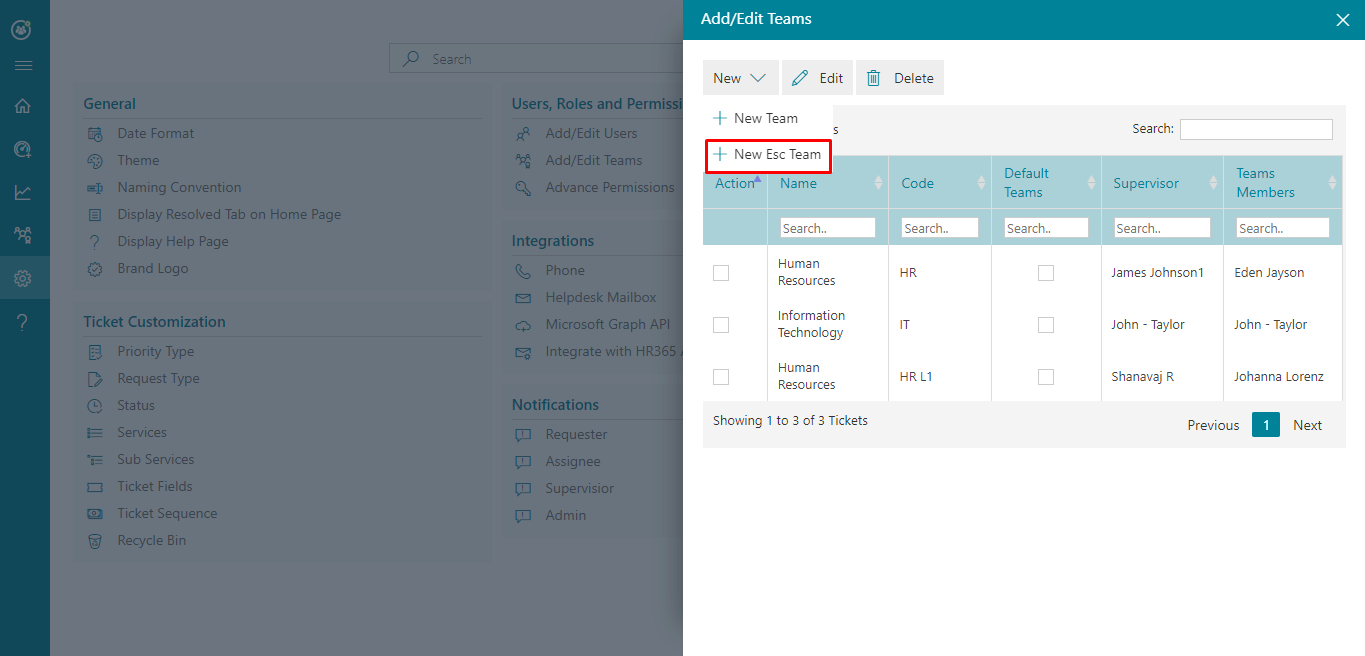 Add/Edit Teams
Search
New
Edit
Delete
New Team
New Esc Team
s
Search:
Action
Name
Code
Default
Teams
Supervisor
Teams
Members
Search..
Search..
Search..
Search..
Search..
Human
Resources
HR
James Johnson1
Eden Jayson
Information
Technology
IT
John - Taylor
John - Taylor
Human
Resources
HR L1
Shanavaj R
Johanna Lorenz
Showing 1 to 3 of 3 Tickets
Previous
1
Next
General
Date Format
Theme
Naming Convention
Display Resolved Tab on Home Page
Display Help Page
Brand Logo
Ticket Customization
Priority Type
Request Type
Status
Services
Sub Services
Ticket Fields
Ticket Sequence
Recycle Bin
Users, Roles and Permissi
Add/Edit Users
Add/Edit Teams
Advance Permissions
Integrations
Phone
Helpdesk Mailbox
Microsoft Graph API
Integrate with HR365
Notifications
Requester
Assignee
Supervisior
Admin